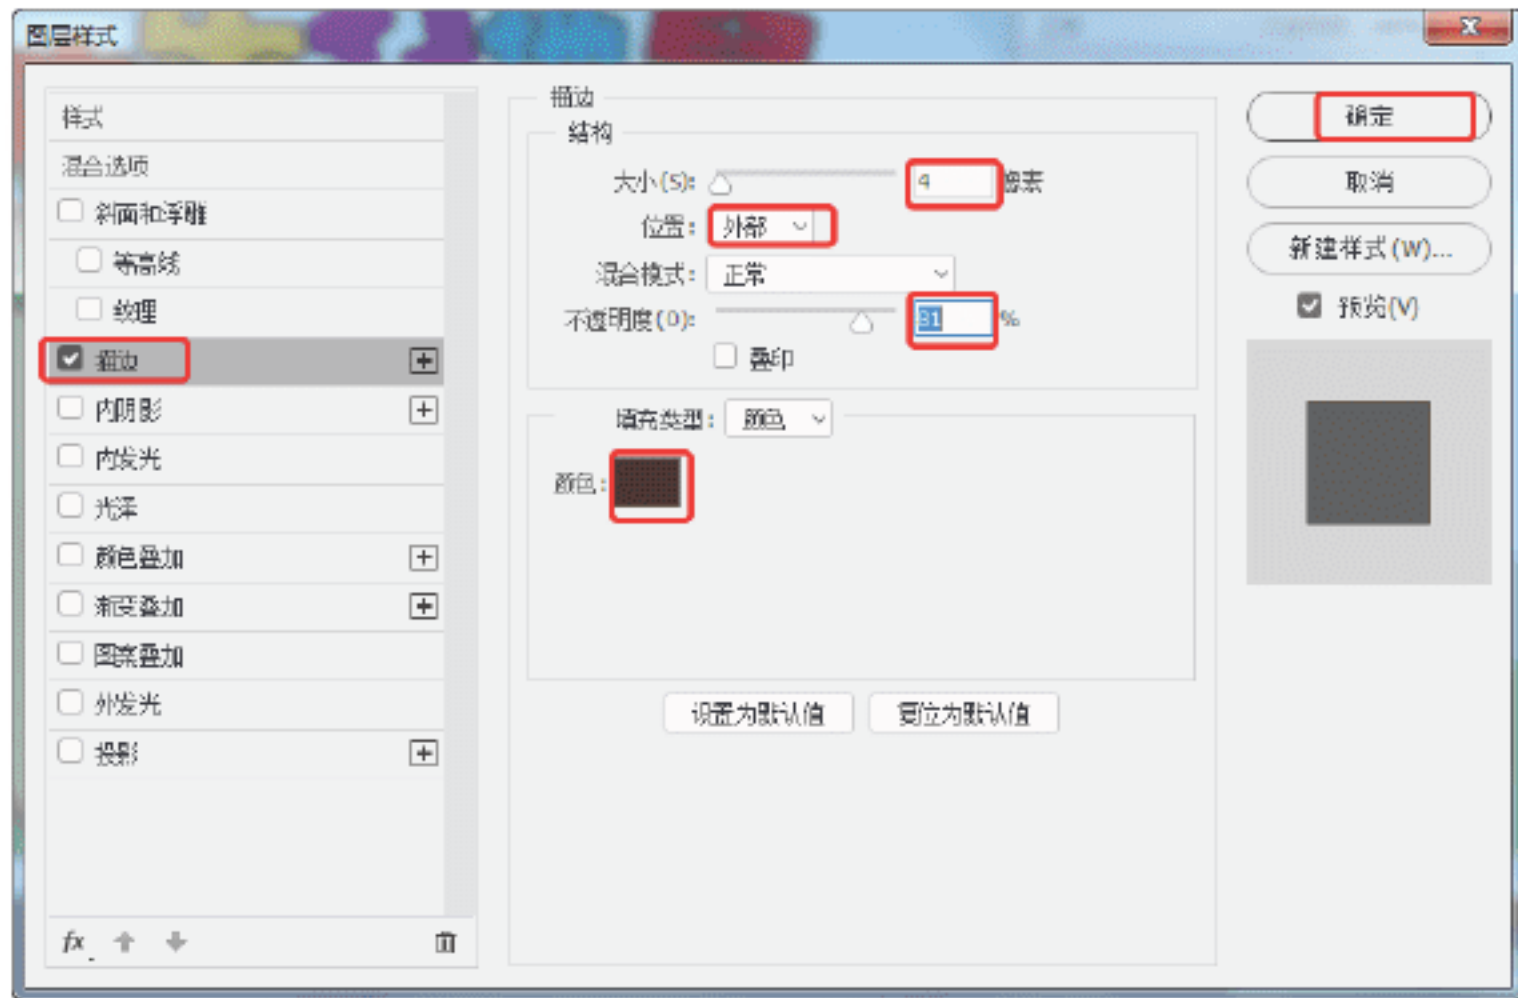 图层样式
样式
混合选项
斜面和浮雕
等高线
纹理
描边
内阴影
内发光
光泽
颜色叠加
渐变叠加
图案叠加
外发光
投影
fx
描边
结构
大小(S): 4 像素
位置: 外部
混合模式: 正常
不透明度(O): 81 %
叠印
填充类型: 颜色
颜色:
设置为默认值 复位为默认值
确定
取消
新建样式(W)...
预览(V)